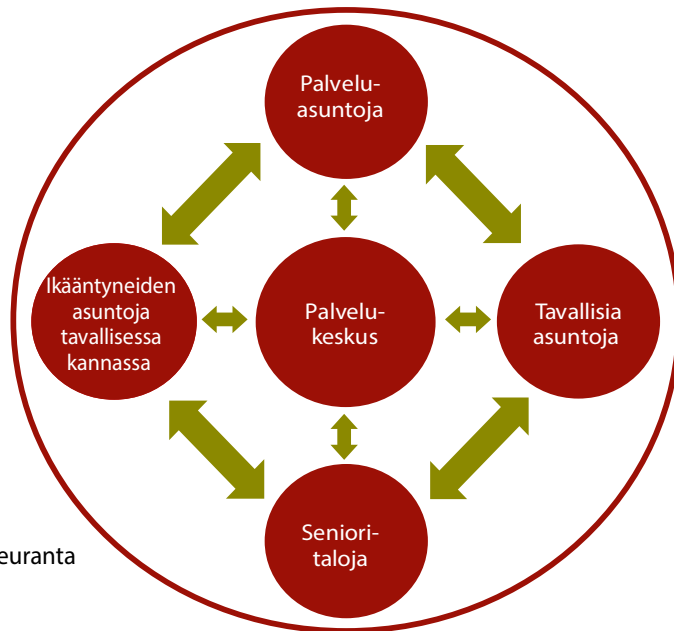 Palvelu-
asuntoja
Ikääntyneiden
asuntoja
tavallisessa
kannassa
Palvelu-
keskus
Tavallisia
asuntoja
Seniori-
taloja
euranta